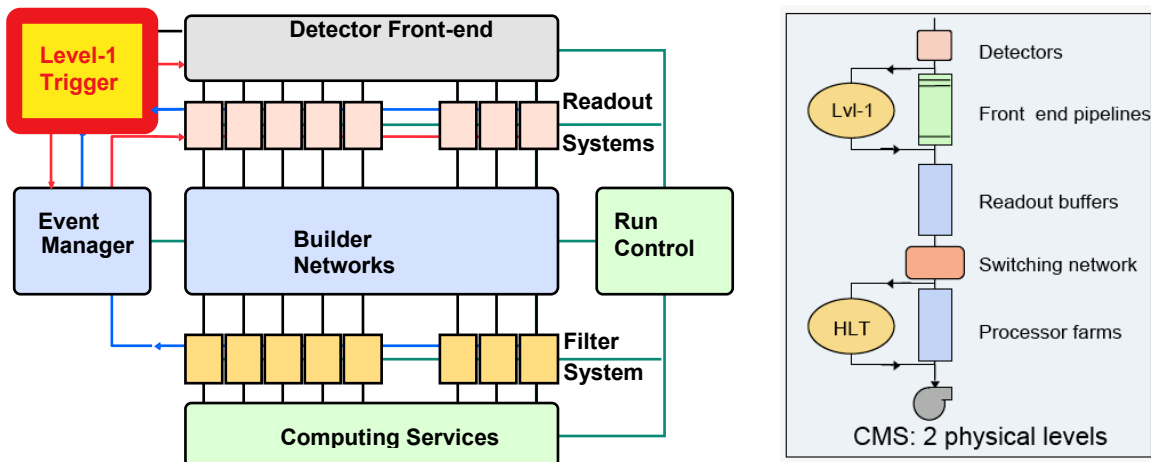 Level-1
Trigger
Detector Front-end
Readout
Systems
Event
Manager
Builder
Networks
Run
Control
Filter
System
Computing Services
Detectors
Lvl-1
Front end pipelines
Readout buffers
Switching network
HLT
Processor farms
CMS: 2 physical levels